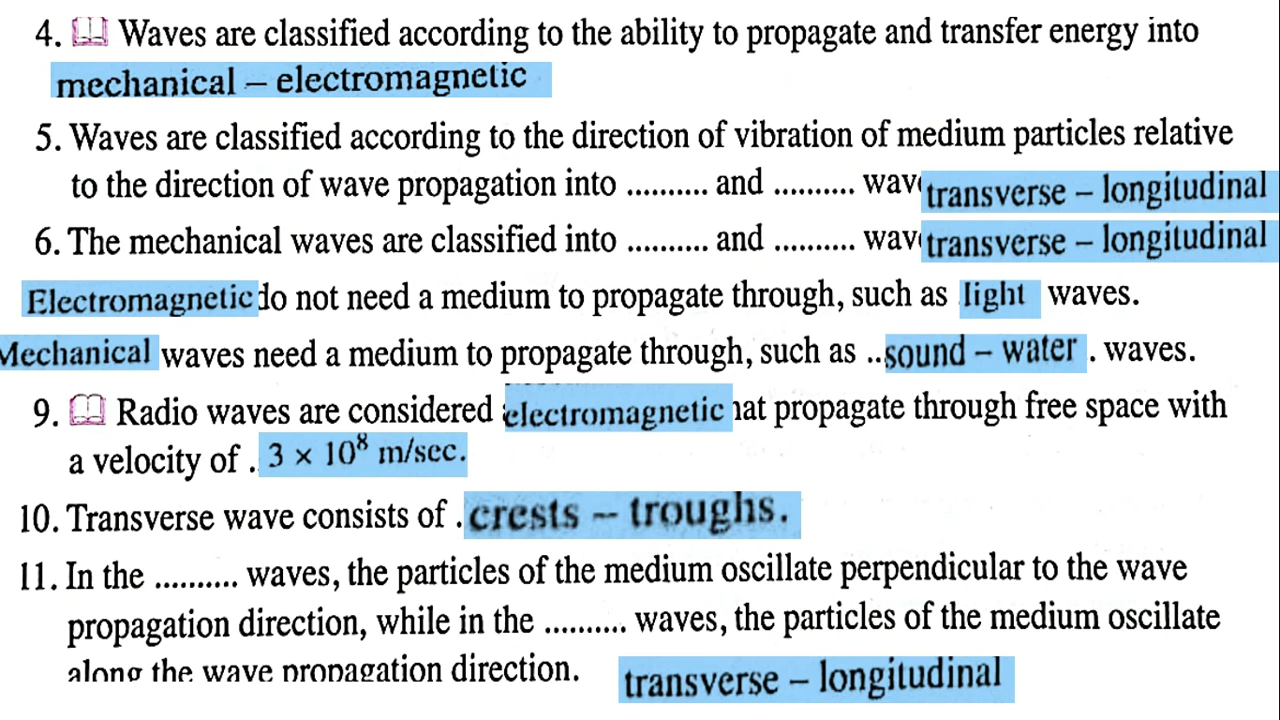 4. Waves are classified according to the ability to propagate and transfer energy into
mechanical – electromagnetic
5. Waves are classified according to the direction of vibration of medium particles relative
to the direction of wave propagation into .......... and .......... wav transverse – longitudinal
6. The mechanical waves are classified into .......... and .......... wav transverse – longitudinal
Electromagnetic do not need a medium to propagate through, such as light waves.
Mechanical waves need a medium to propagate through, such as ..sound – water . waves.
9. Radio waves are considered electromagnetic hat propagate through free space with
a velocity of . 3 × 10⁸ m/sec.
10. Transverse wave consists of . crests – troughs.
11. In the .......... waves, the particles of the medium oscillate perpendicular to the wave
propagation direction, while in the .......... waves, the particles of the medium oscillate
along the wave propagation direction. transverse – longitudinal